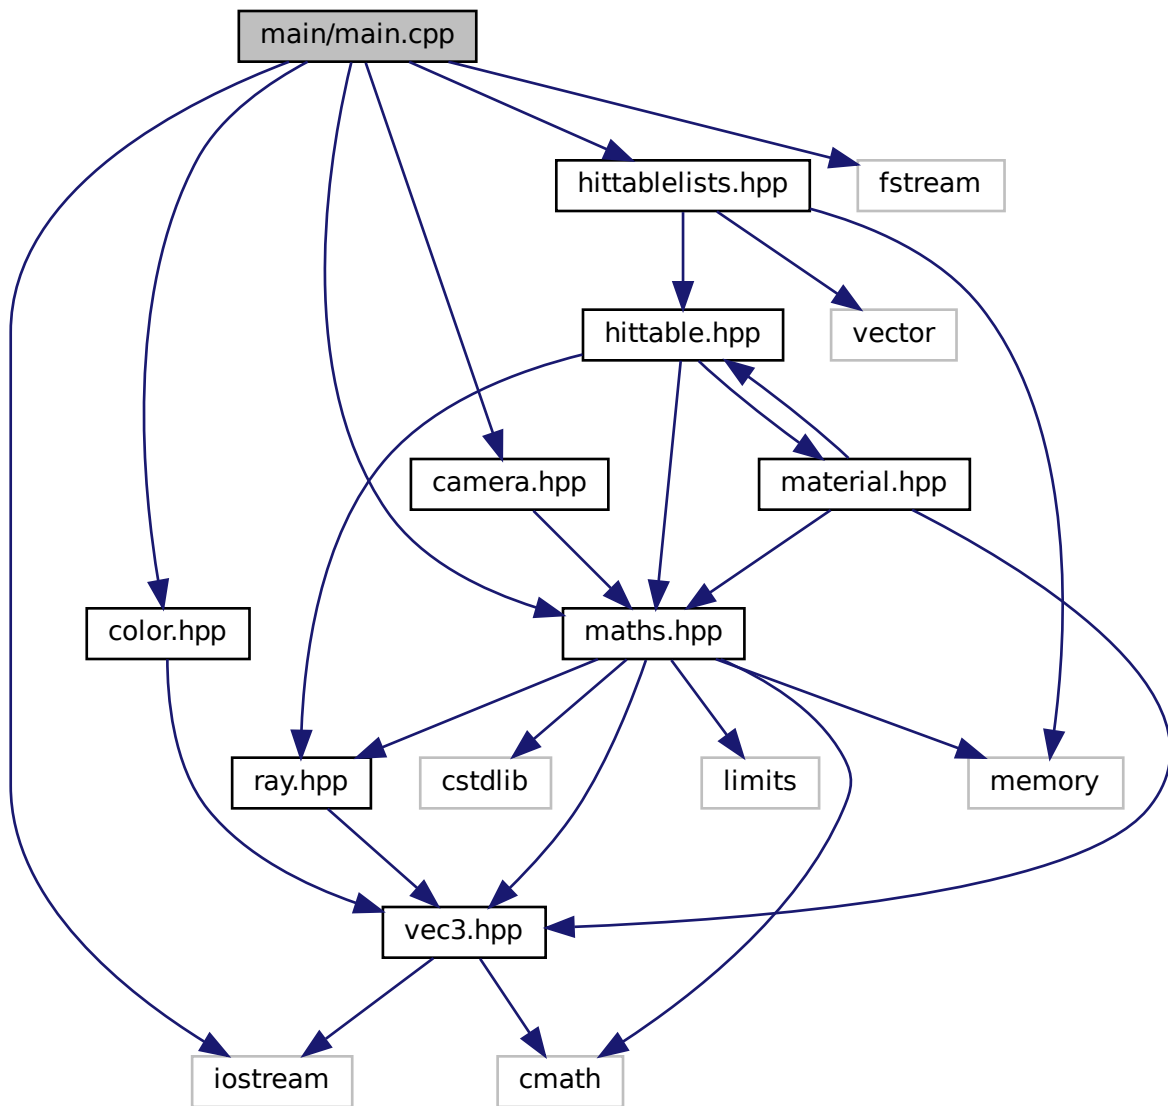 main/main.cpp
hittablelists.hpp
fstream
hittable.hpp
vector
camera.hpp
material.hpp
color.hpp
maths.hpp
ray.hpp
cstdlib
limits
memory
vec3.hpp
iostream
cmath